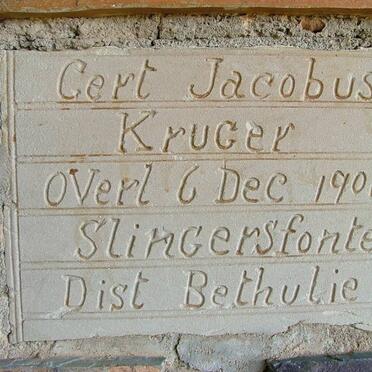 Gert Jacobus
Kruger
Overl 6 Dec 190
Slingersfonte
Dist Bethulie